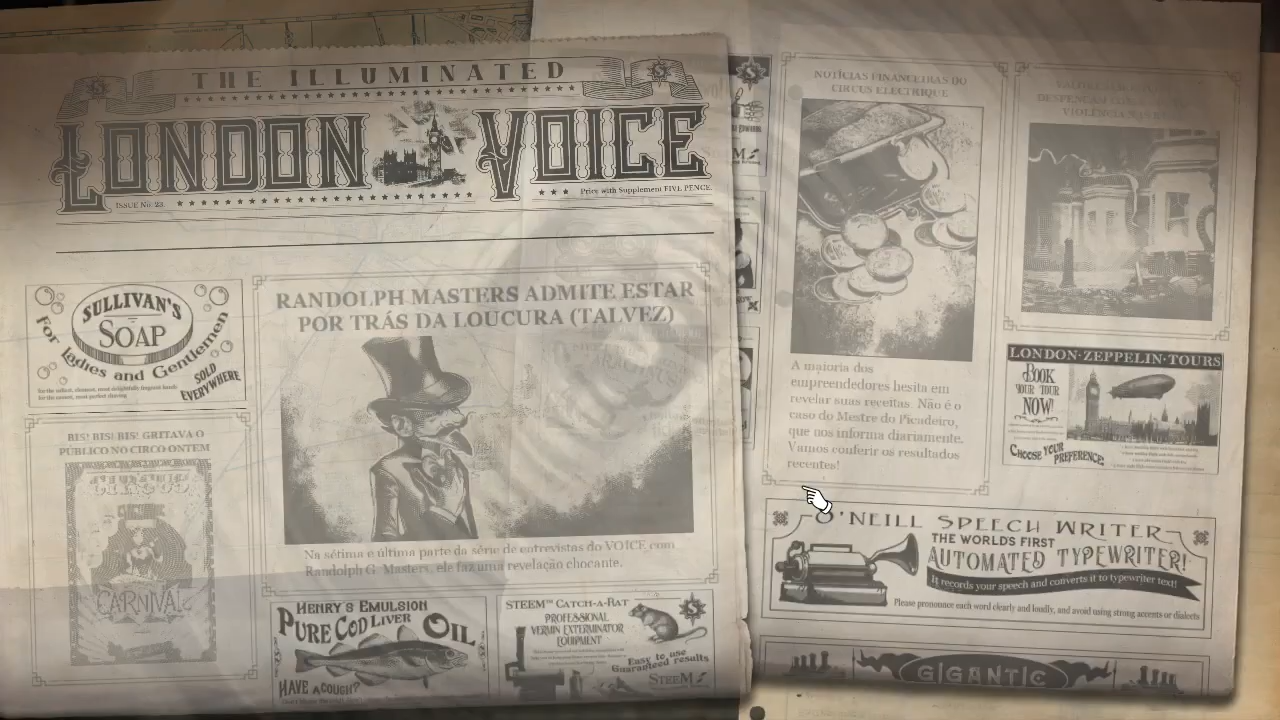 THE ILLUMINATED
LONDON VOICE
ISSUE No. 23
Price with Supplement FIVE PENCE.
SULLIVAN'S
SOAP
For Ladies and Gentlemen
SOLD
EVERYWHERE
BIS! BIS! BIS! GRITAVA O
PÚBLICO NO CIRCO ONTEM
CIRCUS
CARNIVAL
RANDOLPH MASTERS ADMITE ESTAR
POR TRÁS DA LOUCURA (TALVEZ)
Na sétima e última parte da série de entrevistas do VOICE com
Randolph G. Masters, ele faz uma revelação chocante.
HENRY'S EMULSION
PURE COD LIVER OIL
HAVE A COUGH?
STEEM™ CATCH-A-RAT
PROFESSIONAL
VERMIN EXTERMINATOR
EQUIPMENT
Easy to use
Guaranteed results
STEEM
NOTÍCIAS FINANCEIRAS DO
CIRCUS ELECTRIQUE
A maioria dos
empreendedores hesita em
revelar suas receitas. Não é o
caso do Mestre do Picadeiro,
que nos informa diariamente.
Vamos conferir os resultados
recentes!
LONDON·ZEPPELIN·TOURS
BOOK
YOUR TOUR
NOW!
CHOOSE YOUR
PREFERENCE!
O'NEILL SPEECH WRITER
THE WORLDS FIRST
AUTOMATED TYPEWRITER!
It records your speech and converts it to typewriter text!
Please pronounce each word clearly and loudly, and avoid using strong accents or dialects
GIGANTIC